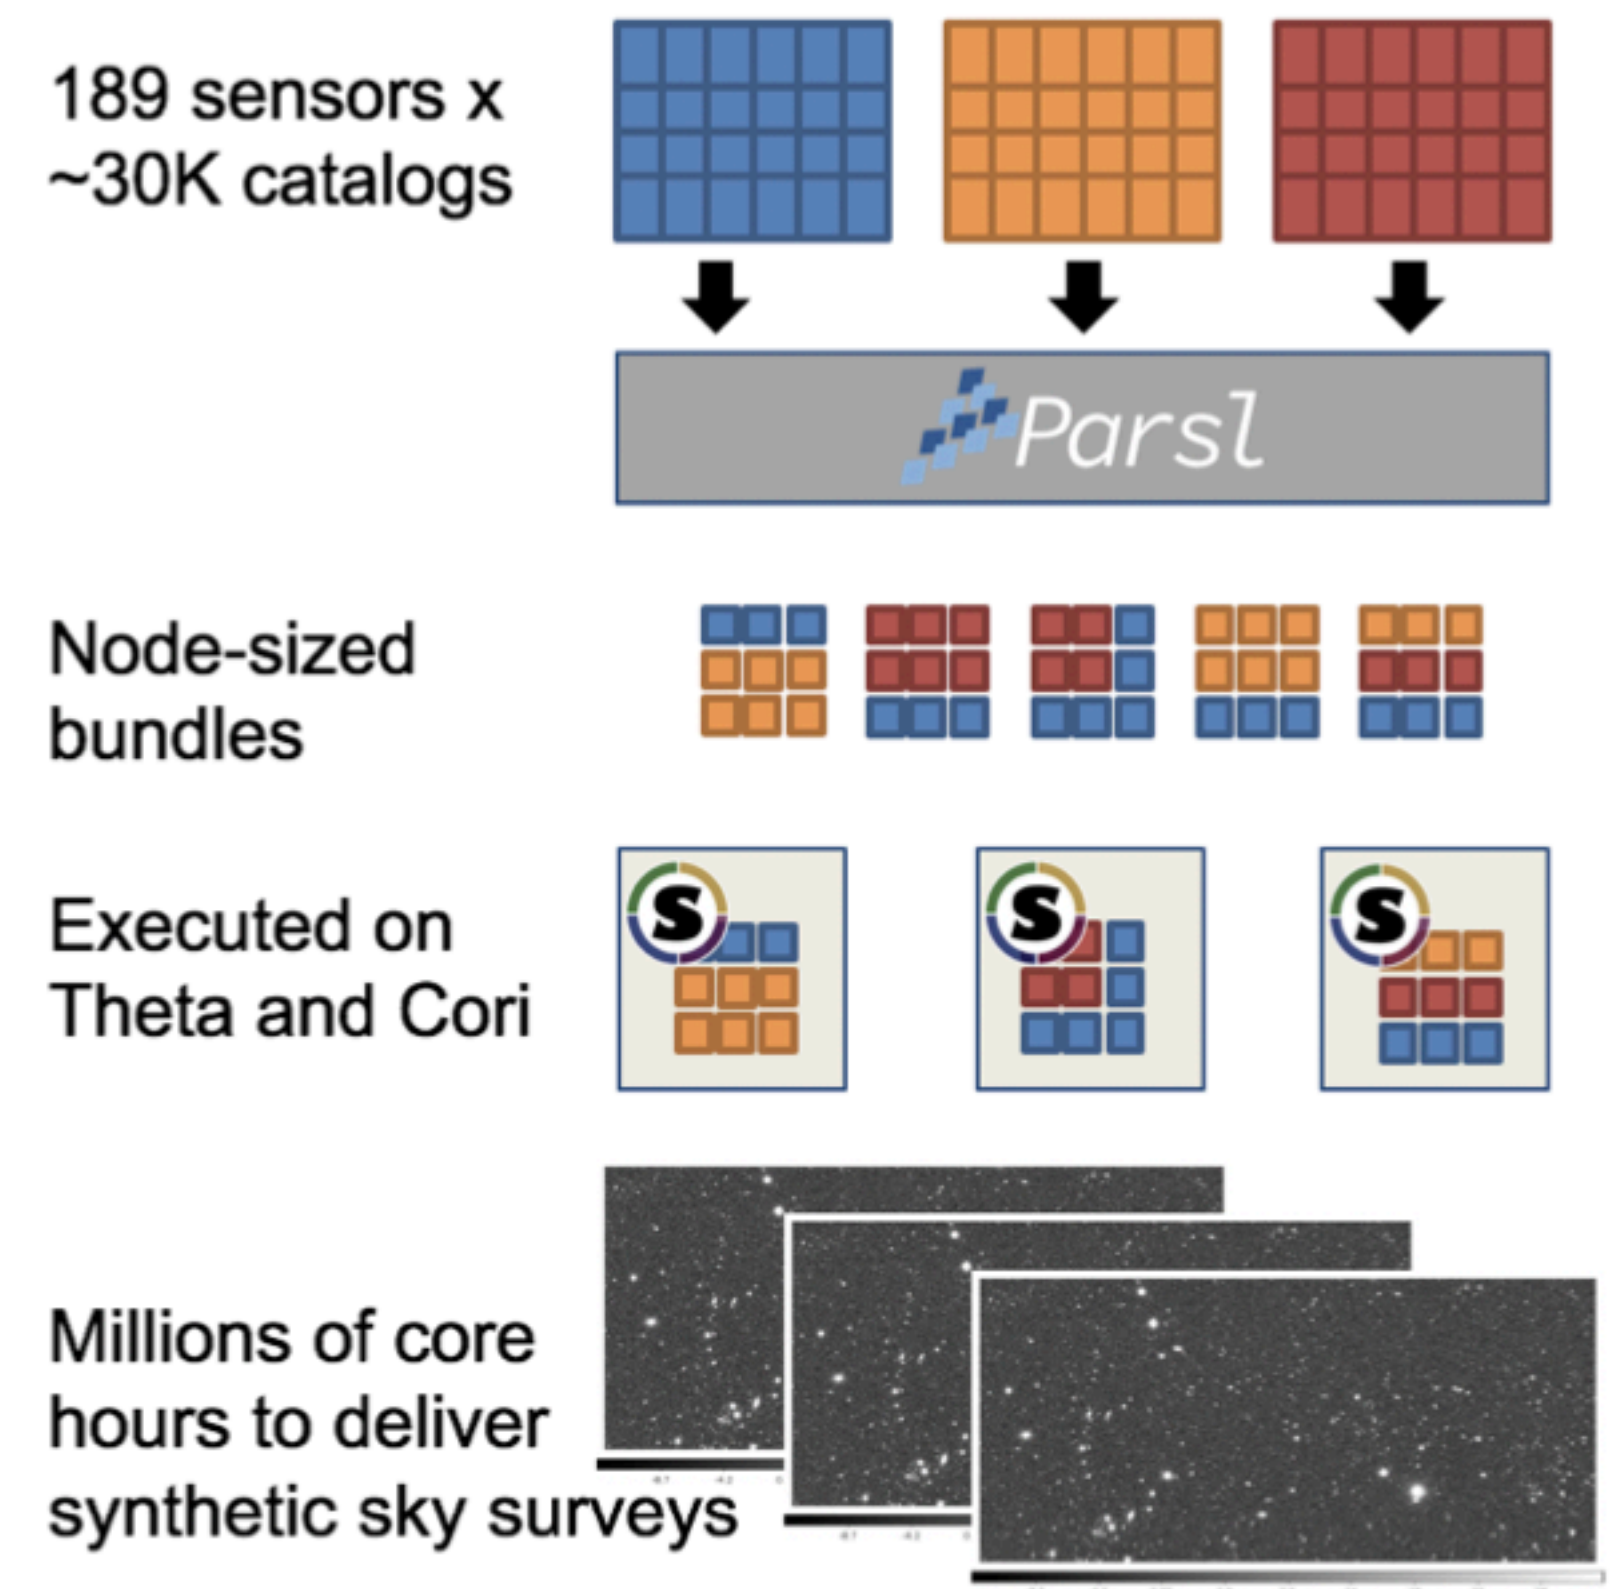 189 sensors x
~30K catalogs
Parsl
Node-sized
bundles
Executed on
Theta and Cori
S
S
S
Millions of core
hours to deliver
synthetic sky surveys